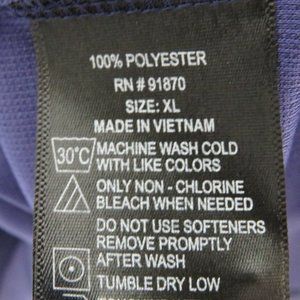 100% POLYESTER
RN # 91870
SIZE: XL
MADE IN VIETNAM
30°C MACHINE WASH COLD
WITH LIKE COLORS
ONLY NON - CHLORINE
BLEACH WHEN NEEDED
DO NOT USE SOFTENERS
REMOVE PROMPTLY
AFTER WASH
TUMBLE DRY LOW